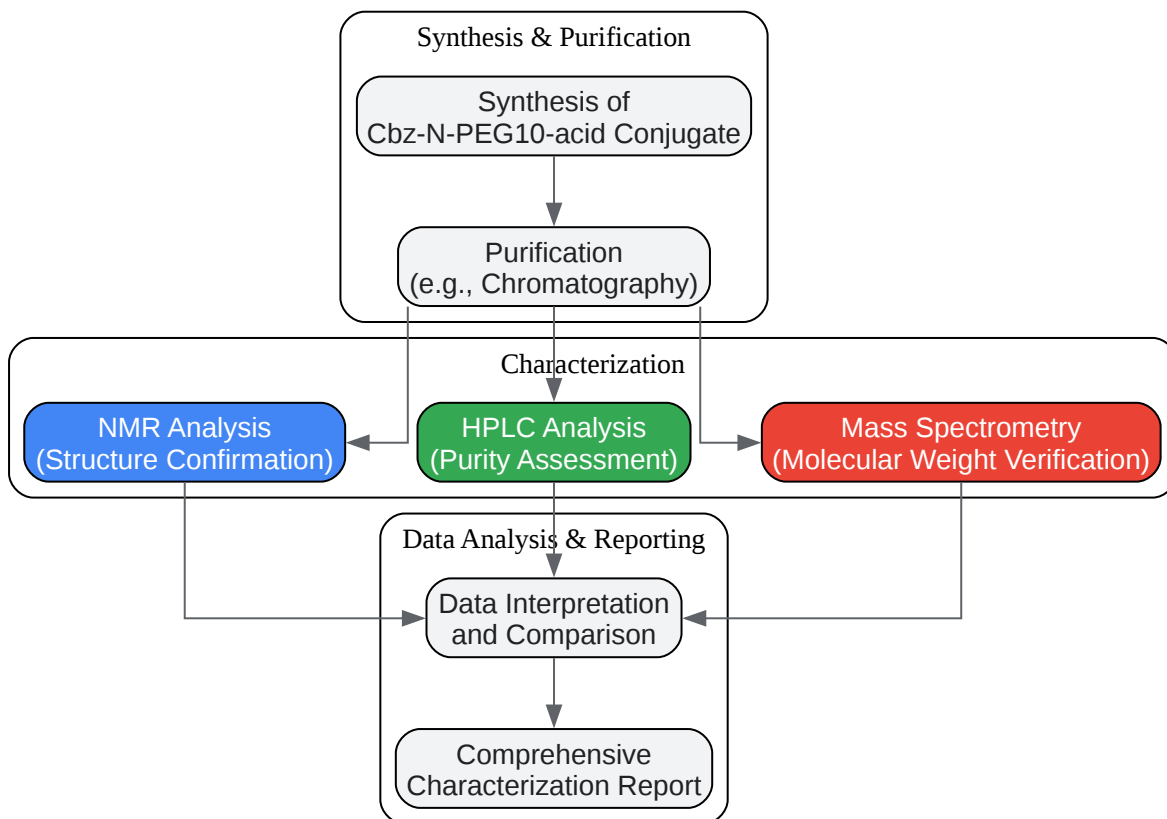 Synthesis & Purification
Synthesis of
Cbz-N-PEG10-acid Conjugate
Purification
(e.g., Chromatography)
Characterization
NMR Analysis
(Structure Confirmation)
HPLC Analysis
(Purity Assessment)
Mass Spectrometry
(Molecular Weight Verification)
Data Analysis & Reporting
Data Interpretation
and Comparison
Comprehensive
Characterization Report